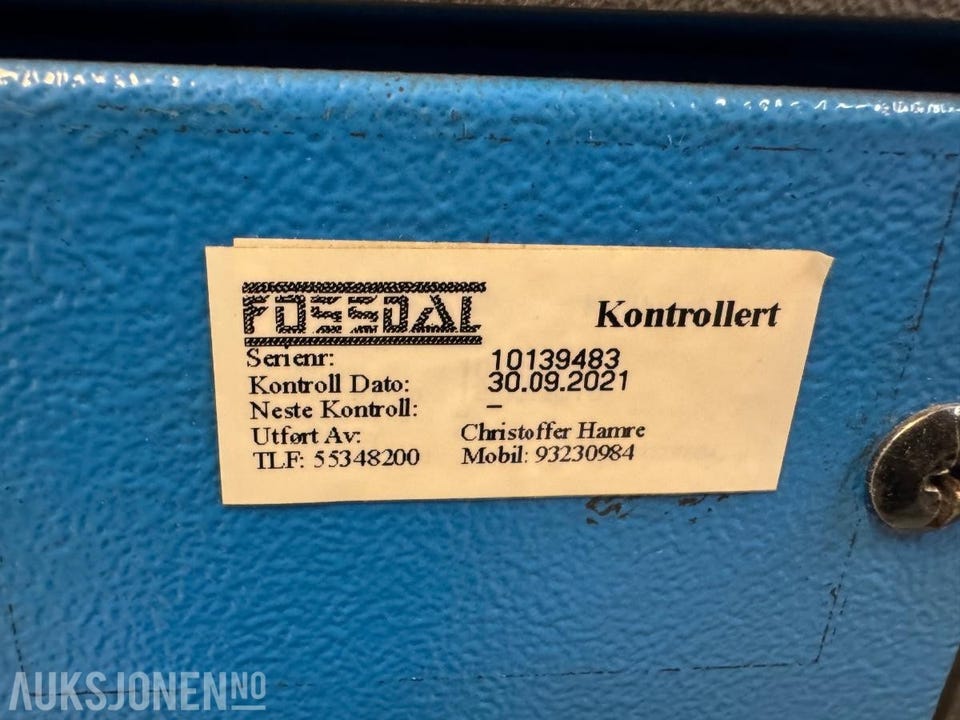 FOSSDAL Kontrollert
Serienr: 10139483
Kontroll Dato: 30.09.2021
Neste Kontroll: –
Utført Av: Christoffer Hamre
TLF: 55348200 Mobil: 93230984
AUKSJONEN.NO